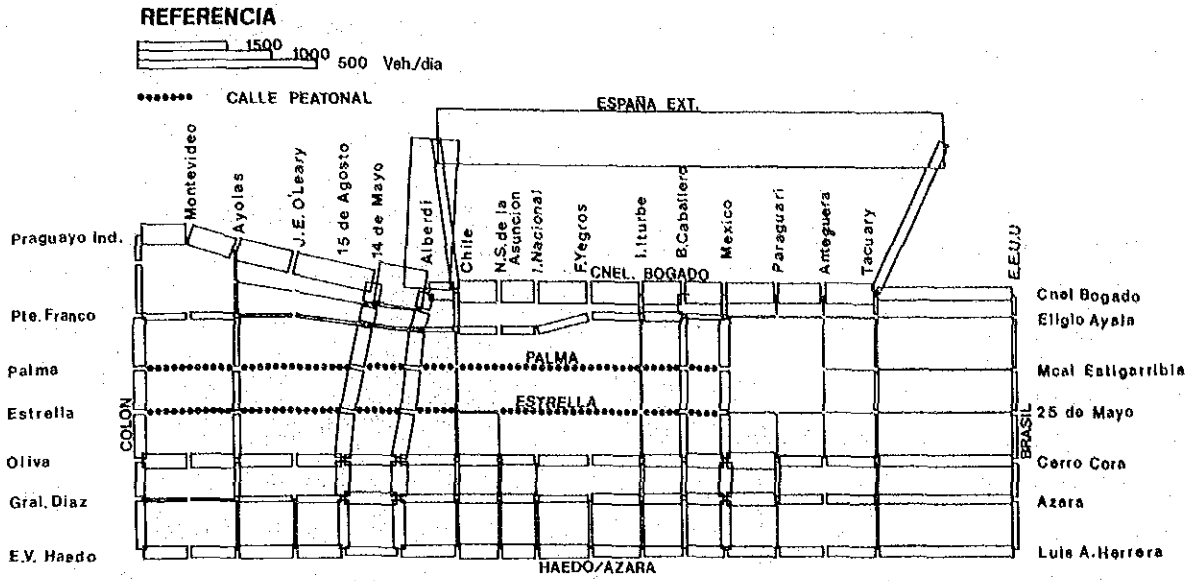 REFERENCIA
1500
1000
500 Veh./dia
CALLE PEATONAL
ESPAÑA EXT.
Montevideo
Ayolas
J.E. O'Leary
15 de Agosto
14 de Mayo
Alberdi
Chile
N.S. de la
Asuncion
I.Nacional
F.Yegros
I.Iturbe
B.Caballero
Mexico
Paraguari
Antequera
Tacuary
E.E.U.U
CNEL. BOGADO
Praguayo Ind.
Pte. Franco
Palma
Estrella
Oliva
Gral. Diaz
E.V. Haedo
COLON
PALMA
ESTRELLA
HAEDO/AZARA
BRASIL
Cnel Bogado
Eligio Ayala
Mcal Estigarribia
25 de Mayo
Cerro Cora
Azara
Luis A. Herrera